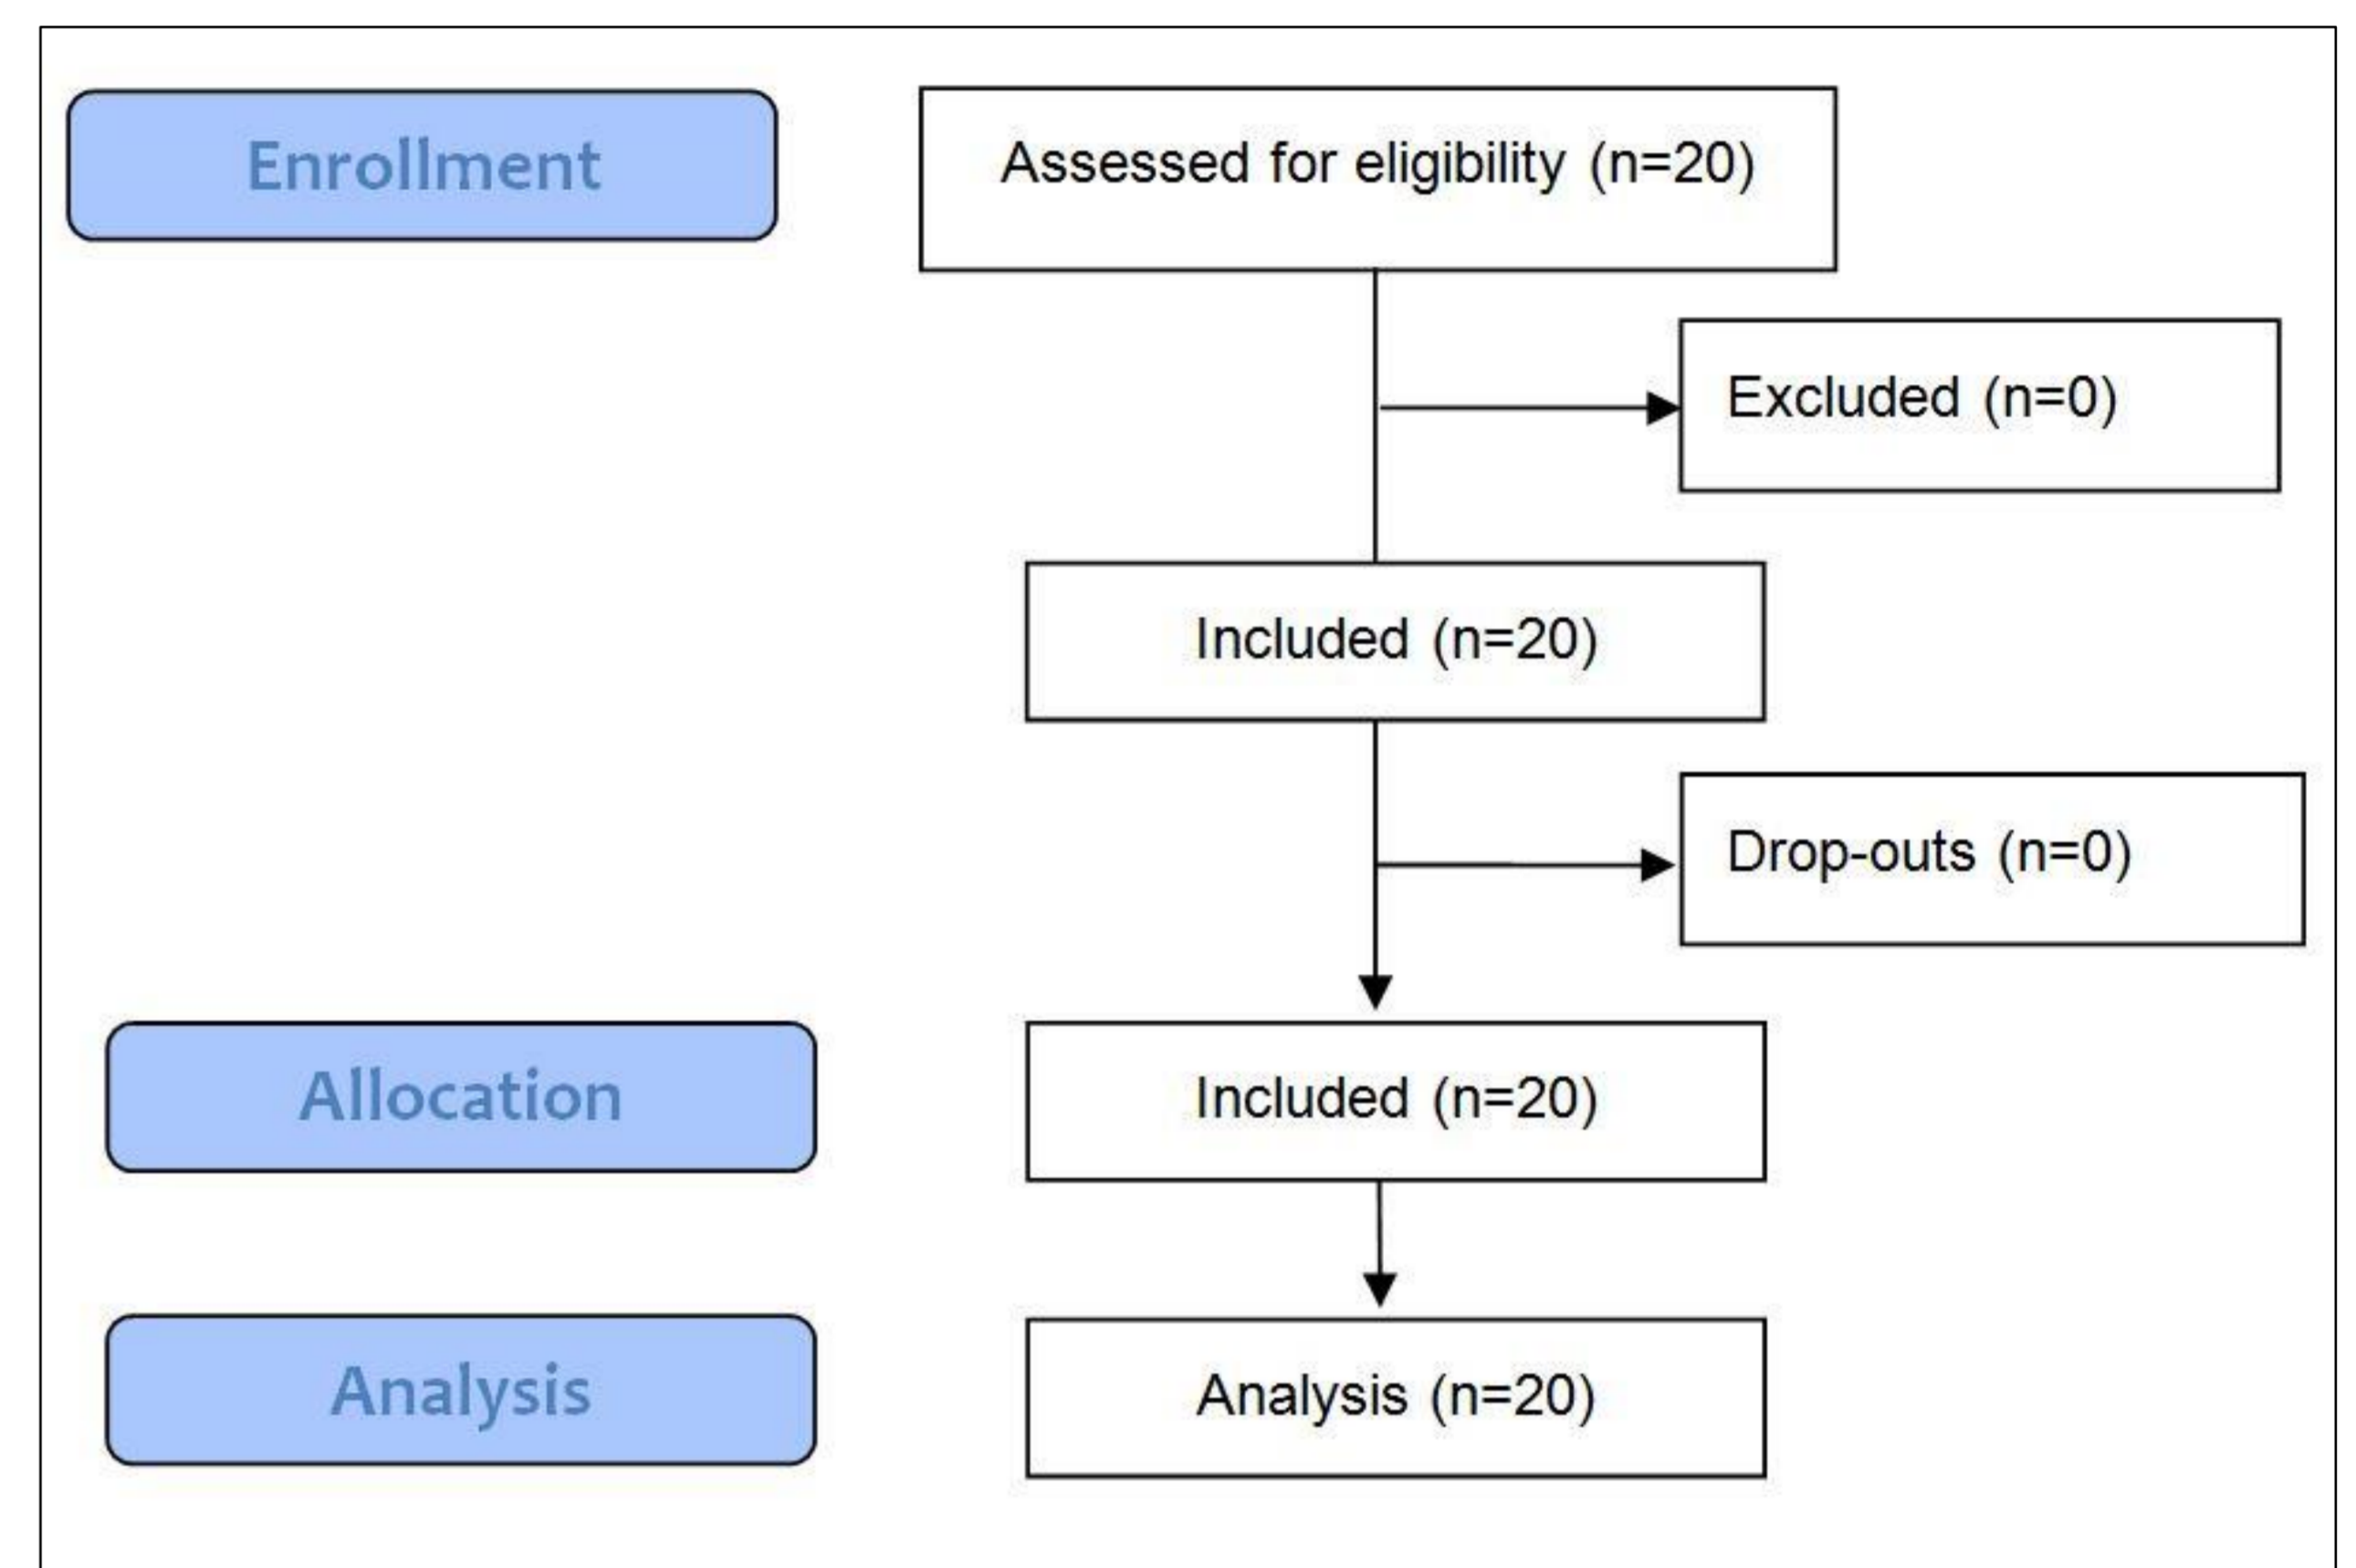 Enrollment
Assessed for eligibility (n=20)
Excluded (n=0)
Included (n=20)
Drop-outs (n=0)
Allocation
Included (n=20)
Analysis
Analysis (n=20)